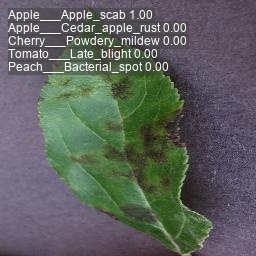 Apple___Apple_scab 1.00
Apple___Cedar_apple_rust 0.00
Cherry___Powdery_mildew 0.00
Tomato___Late_blight 0.00
Peach___Bacterial_spot 0.00